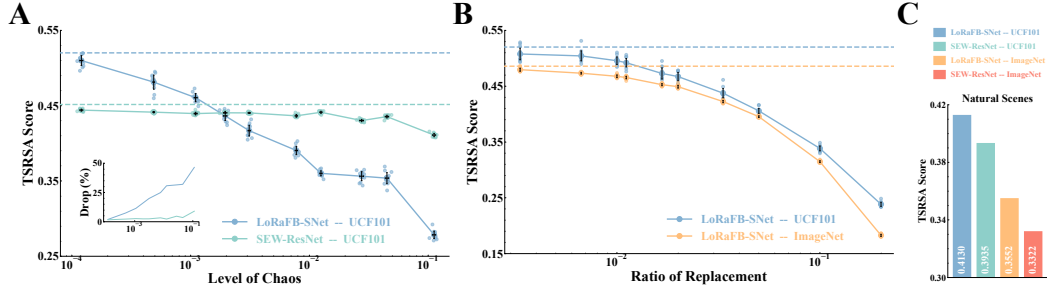 A
TSRSA Score
0.55
0.45
0.35
0.25
Drop (%)
50
25
0
10⁻³
10⁻¹
LoRaFB-SNet -- UCF101
SEW-ResNet -- UCF101
10⁻⁴
10⁻³
10⁻²
10⁻¹
Level of Chaos
B
TSRSA Score
0.55
0.45
0.35
0.25
0.15
LoRaFB-SNet -- UCF101
LoRaFB-SNet -- ImageNet
10⁻²
10⁻¹
Ratio of Replacement
C
LoRaFB-SNet -- UCF101
SEW-ResNet -- UCF101
LoRaFB-SNet -- ImageNet
SEW-ResNet -- ImageNet
Natural Scenes
TSRSA Score
0.42
0.38
0.34
0.30
0.4130
0.3935
0.3552
0.3322